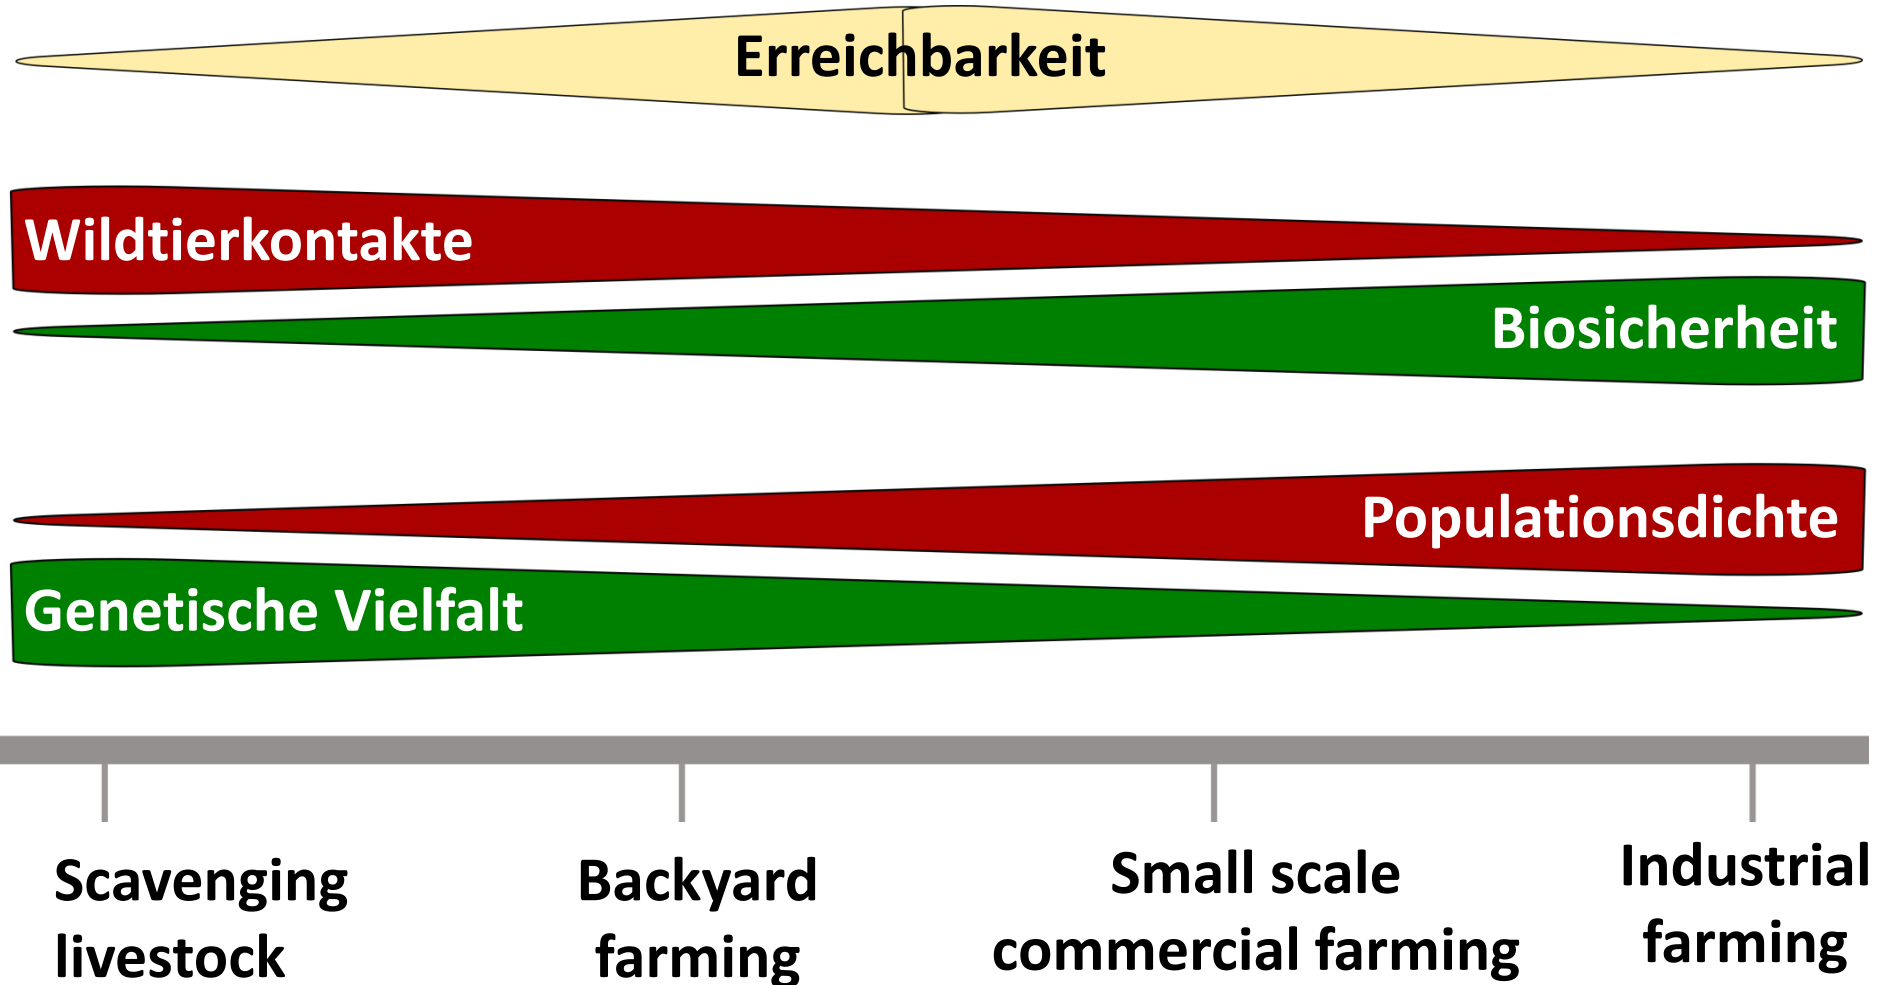 Erreichbarkeit
Wildtierkontakte
Biosicherheit
Populationsdichte
Genetische Vielfalt
Scavenging
livestock
Backyard
farming
Small scale
commercial farming
Industrial
farming